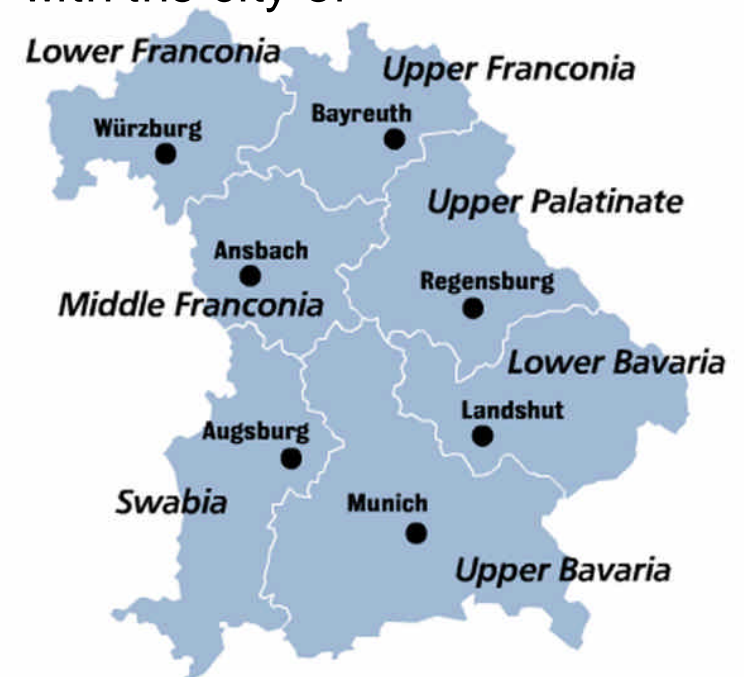 Lower Franconia
Upper Franconia
Bayreuth
Würzburg
Upper Palatinate
Ansbach
Regensburg
Middle Franconia
Lower Bavaria
Landshut
Augsburg
Swabia
Munich
Upper Bavaria